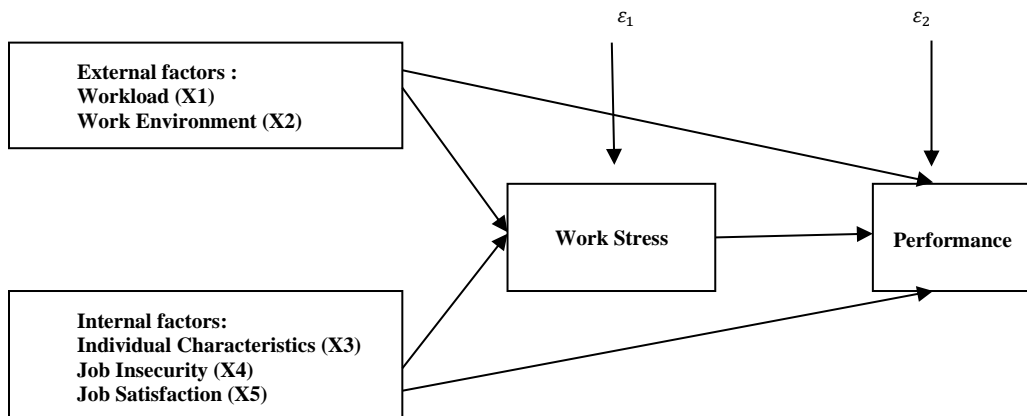 ε₁
ε₂
External factors :
Workload (X1)
Work Environment (X2)
Work Stress
Performance
Internal factors:
Individual Characteristics (X3)
Job Insecurity (X4)
Job Satisfaction (X5)